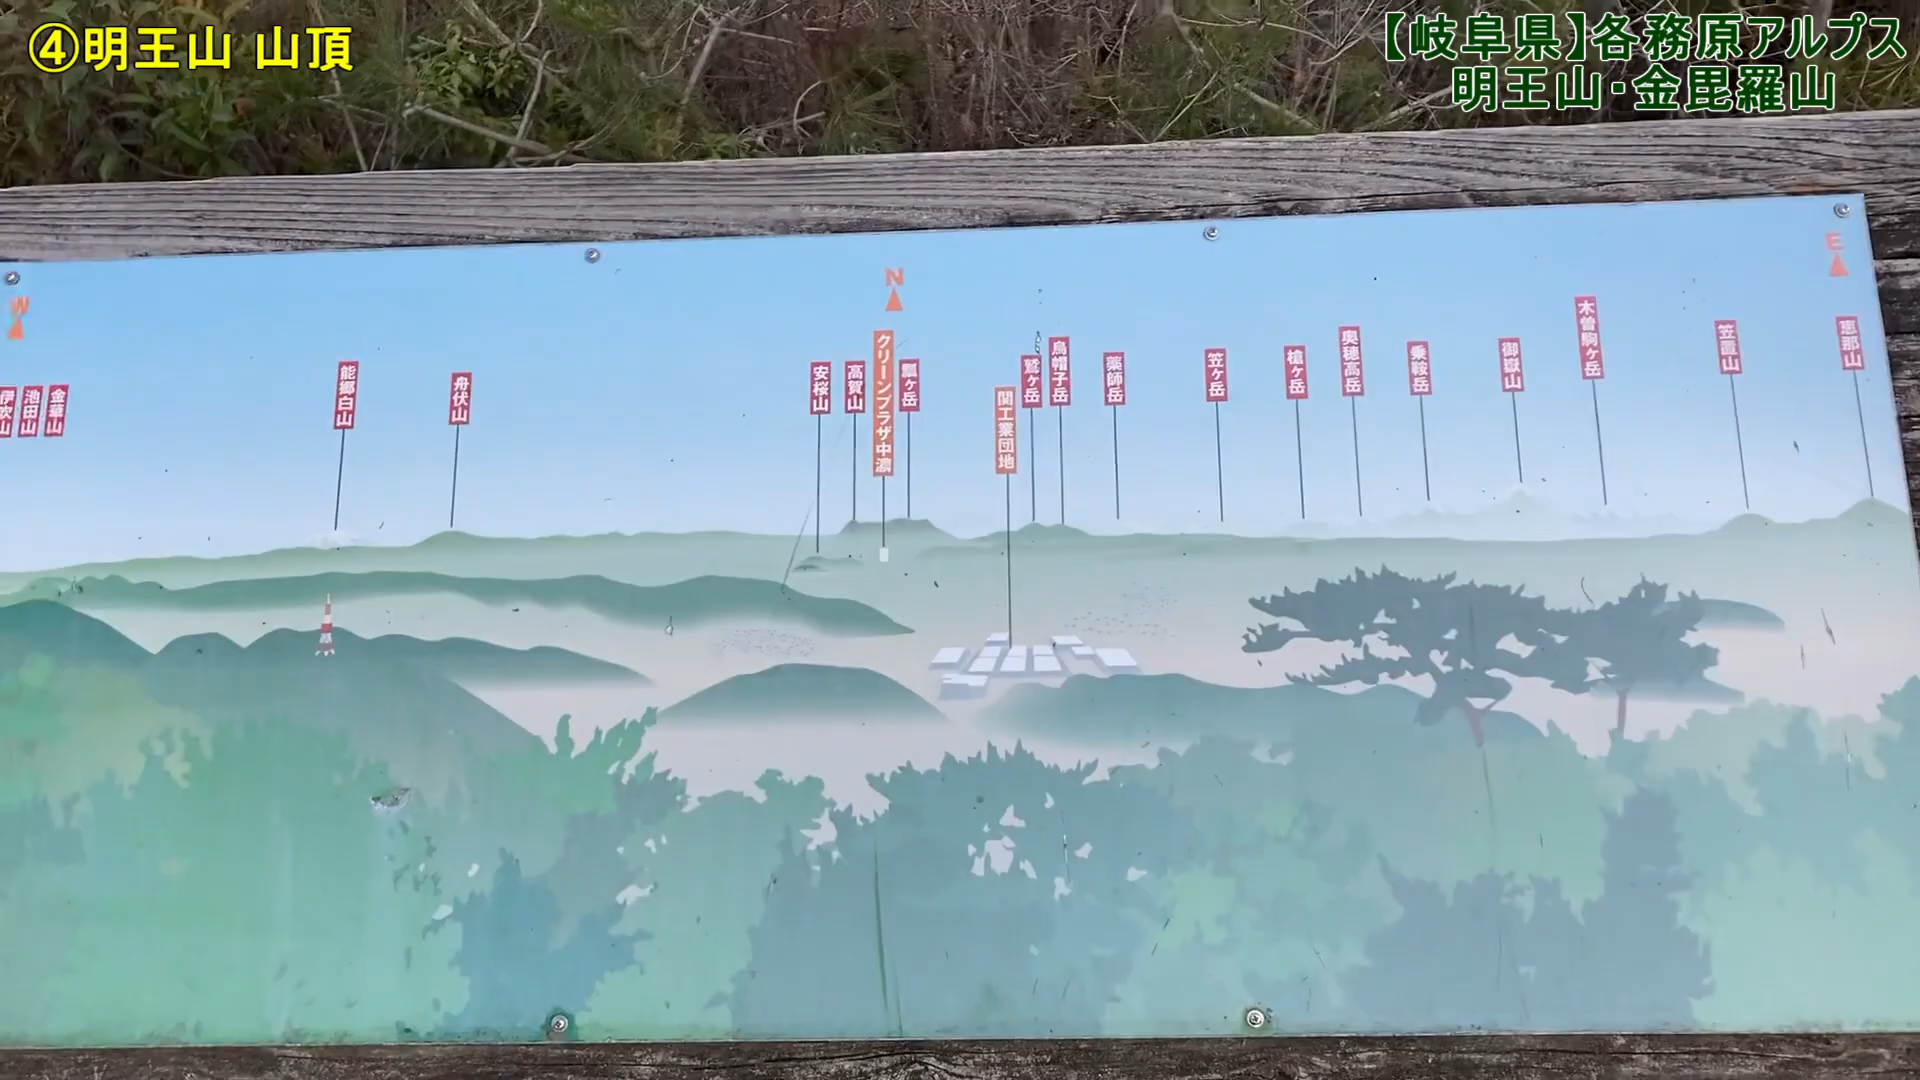 ④明王山 山頂
【岐阜県】各務原アルプス
明王山・金毘羅山
W
N
E
伊吹山
池田山
金華山
能郷白山
舟伏山
安桜山
高賀山
クリーンプラザ中濃
瓢ヶ岳
関工業団地
鷲ヶ岳
烏帽子岳
薬師岳
笠ヶ岳
槍ヶ岳
奥穂高岳
乗鞍岳
御嶽山
木曽駒ヶ岳
笠置山
恵那山